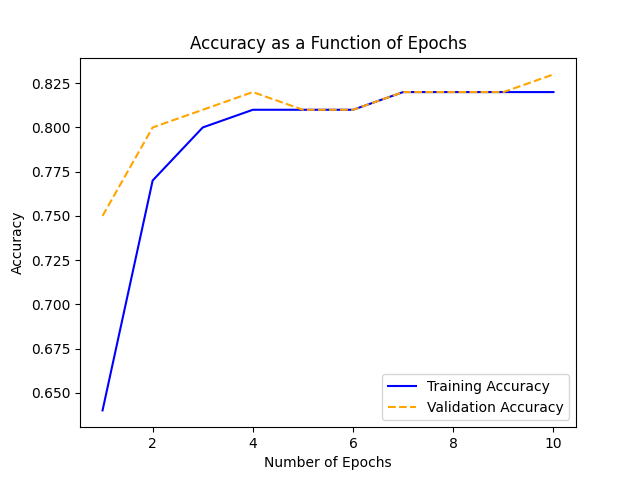 Accuracy as a Function of Epochs
Accuracy
0.825
0.800
0.775
0.750
0.725
0.700
0.675
0.650
2 4 6 8 10
Number of Epochs
Training Accuracy
Validation Accuracy